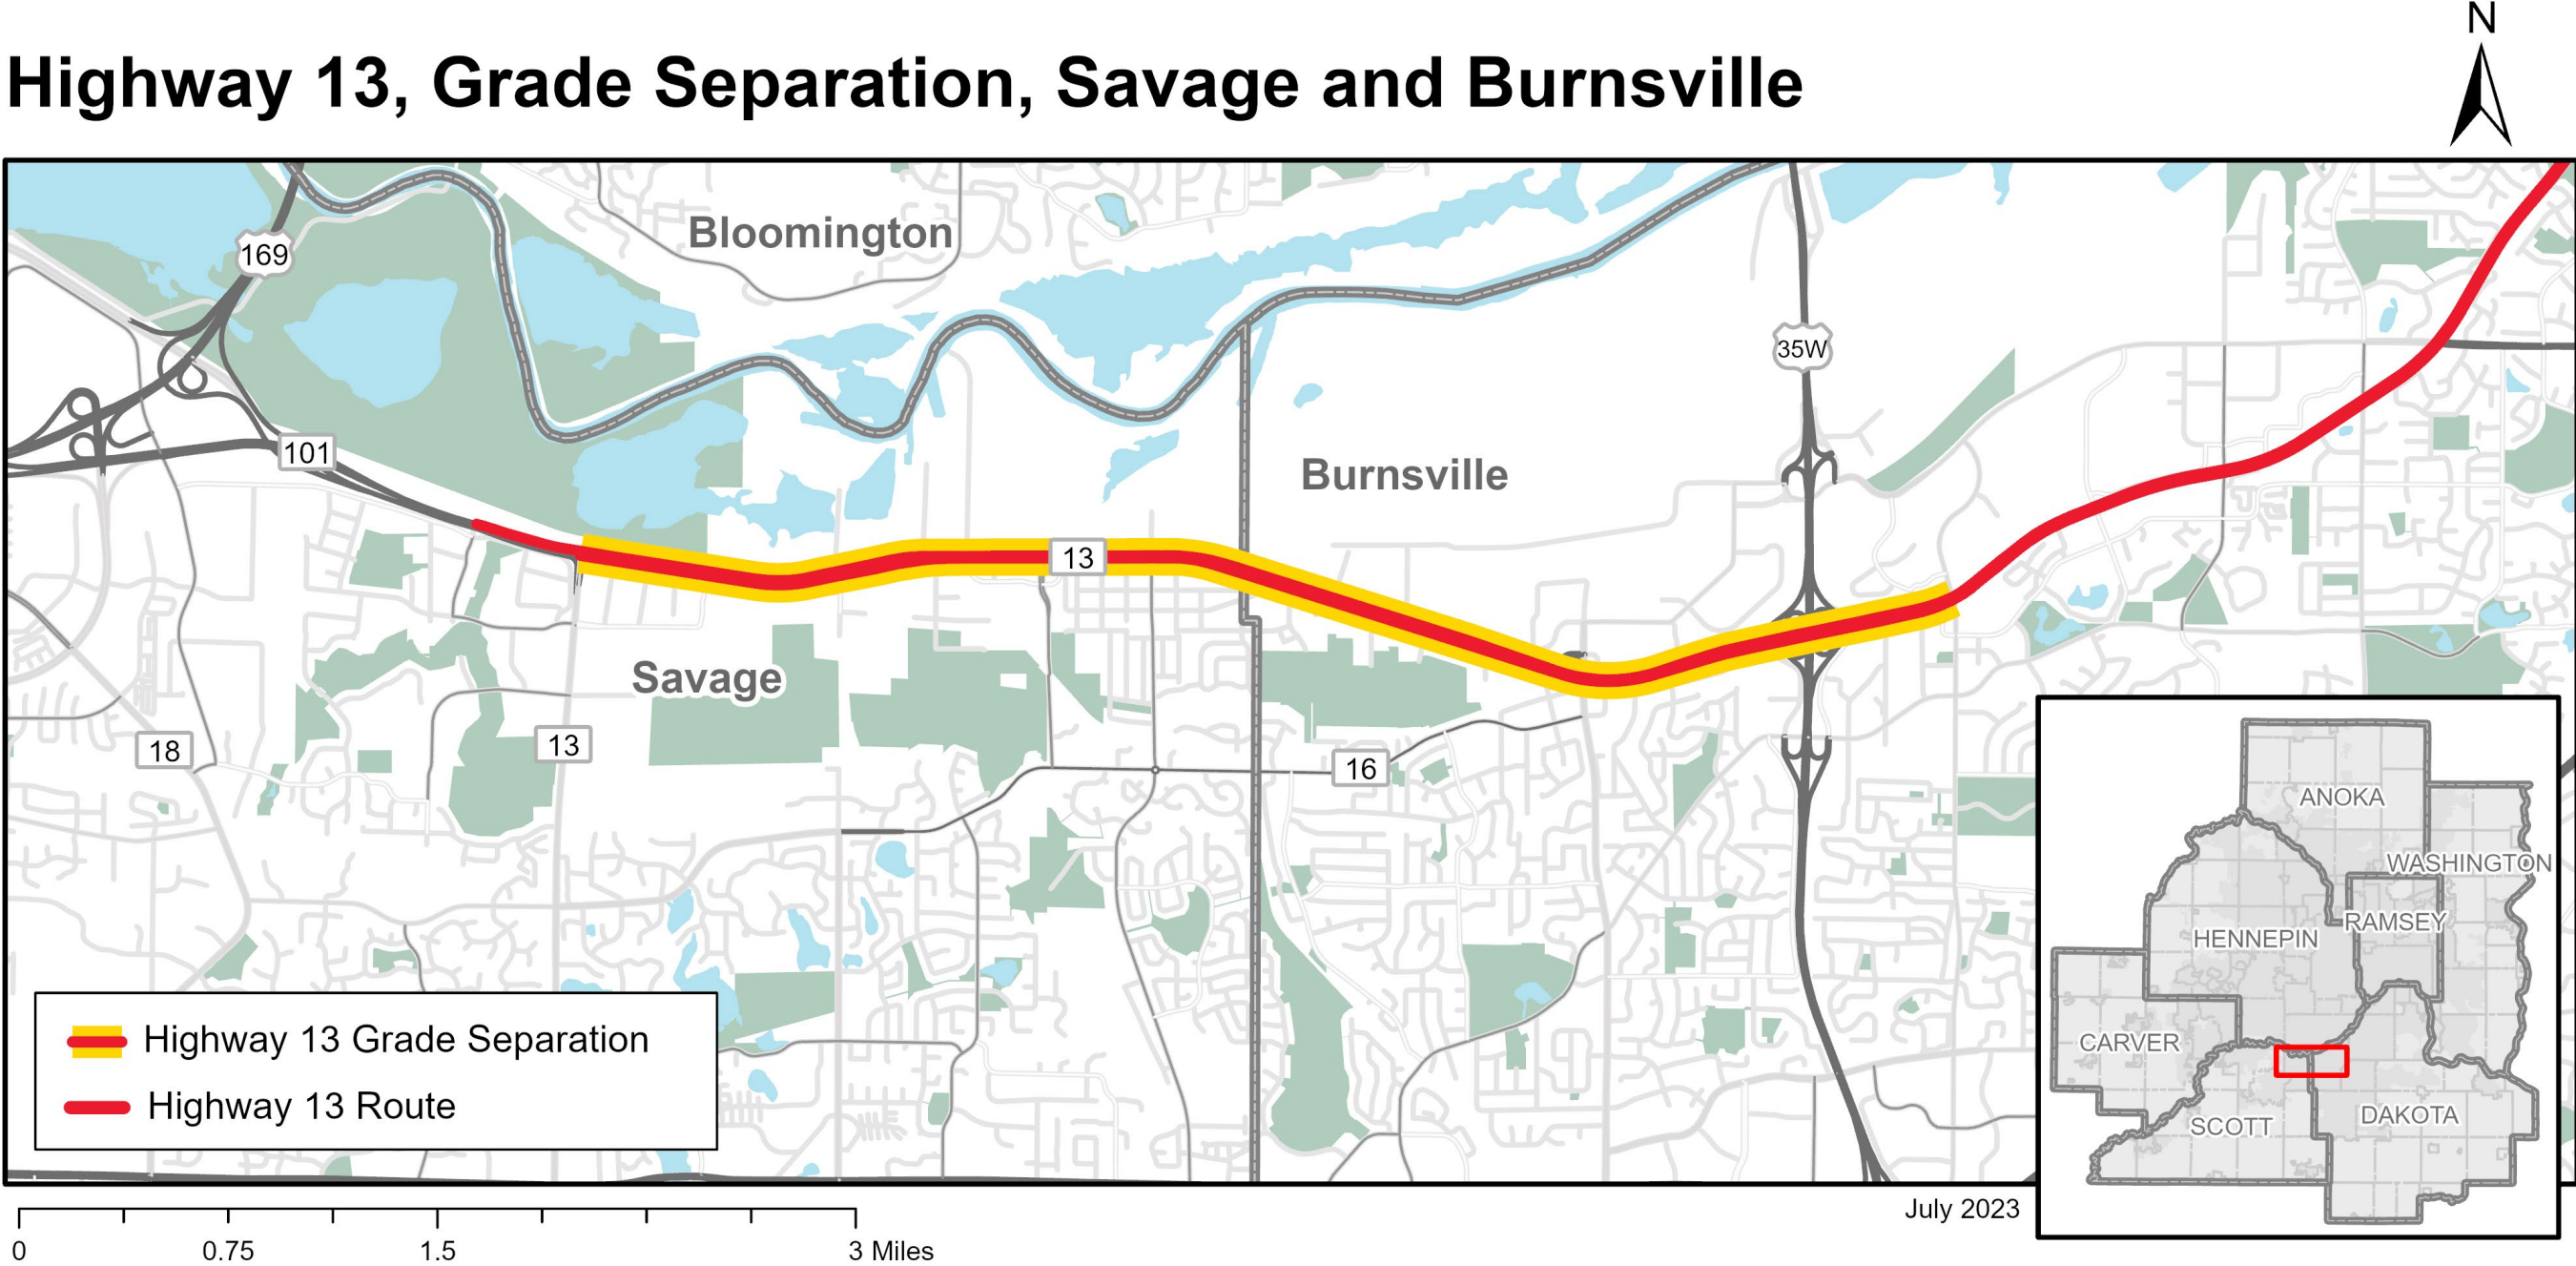 N
Highway 13, Grade Separation, Savage and Burnsville
Bloomington
169
35W
101
Burnsville
13
Savage
13
18
16
ANOKA
WASHINGTON
RAMSEY
HENNEPIN
CARVER
SCOTT
DAKOTA
Highway 13 Grade Separation
Highway 13 Route
July 2023
0 0.75 1.5 3 Miles